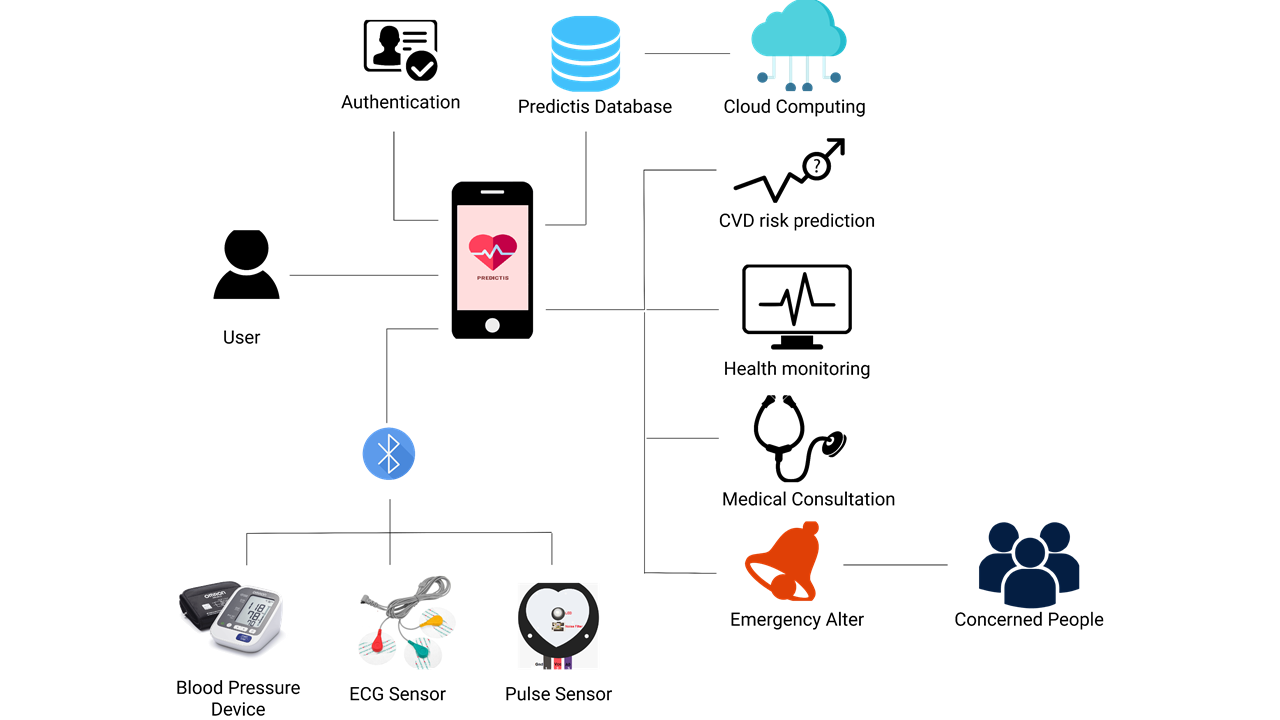 Authentication
Predictis Database
Cloud Computing
?
CVD risk prediction
PREDICTIS
User
Health monitoring
Medical Consultation
Emergency Alter
Concerned People
OMRON
118
Blood Pressure
Device
ECG Sensor
Pulse Sensor